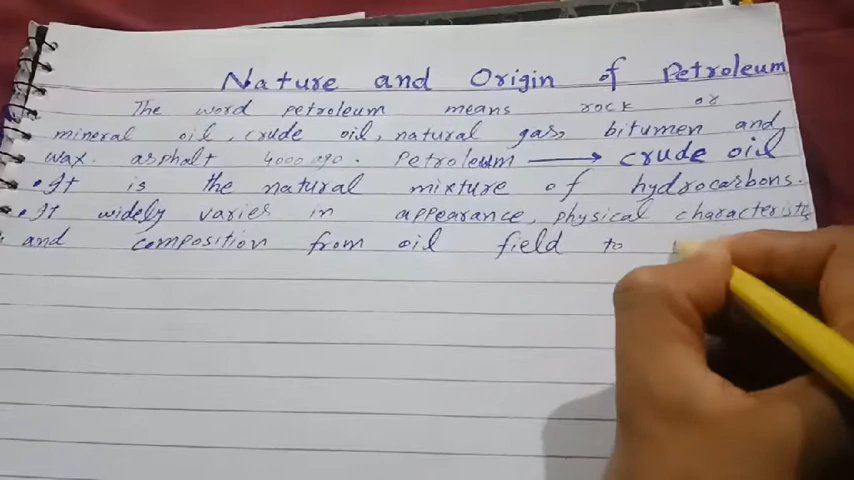 Nature and Origin of Petroleum
The word petroleum means rock or
mineral oil, crude oil, natural gas, bitumen and
wax. asphalt 4000 ago. Petroleum → crude oil
• It is the natural mixture of hydrocarbons.
• It widely varies in appearance, physical characteristic
and composition from oil field to